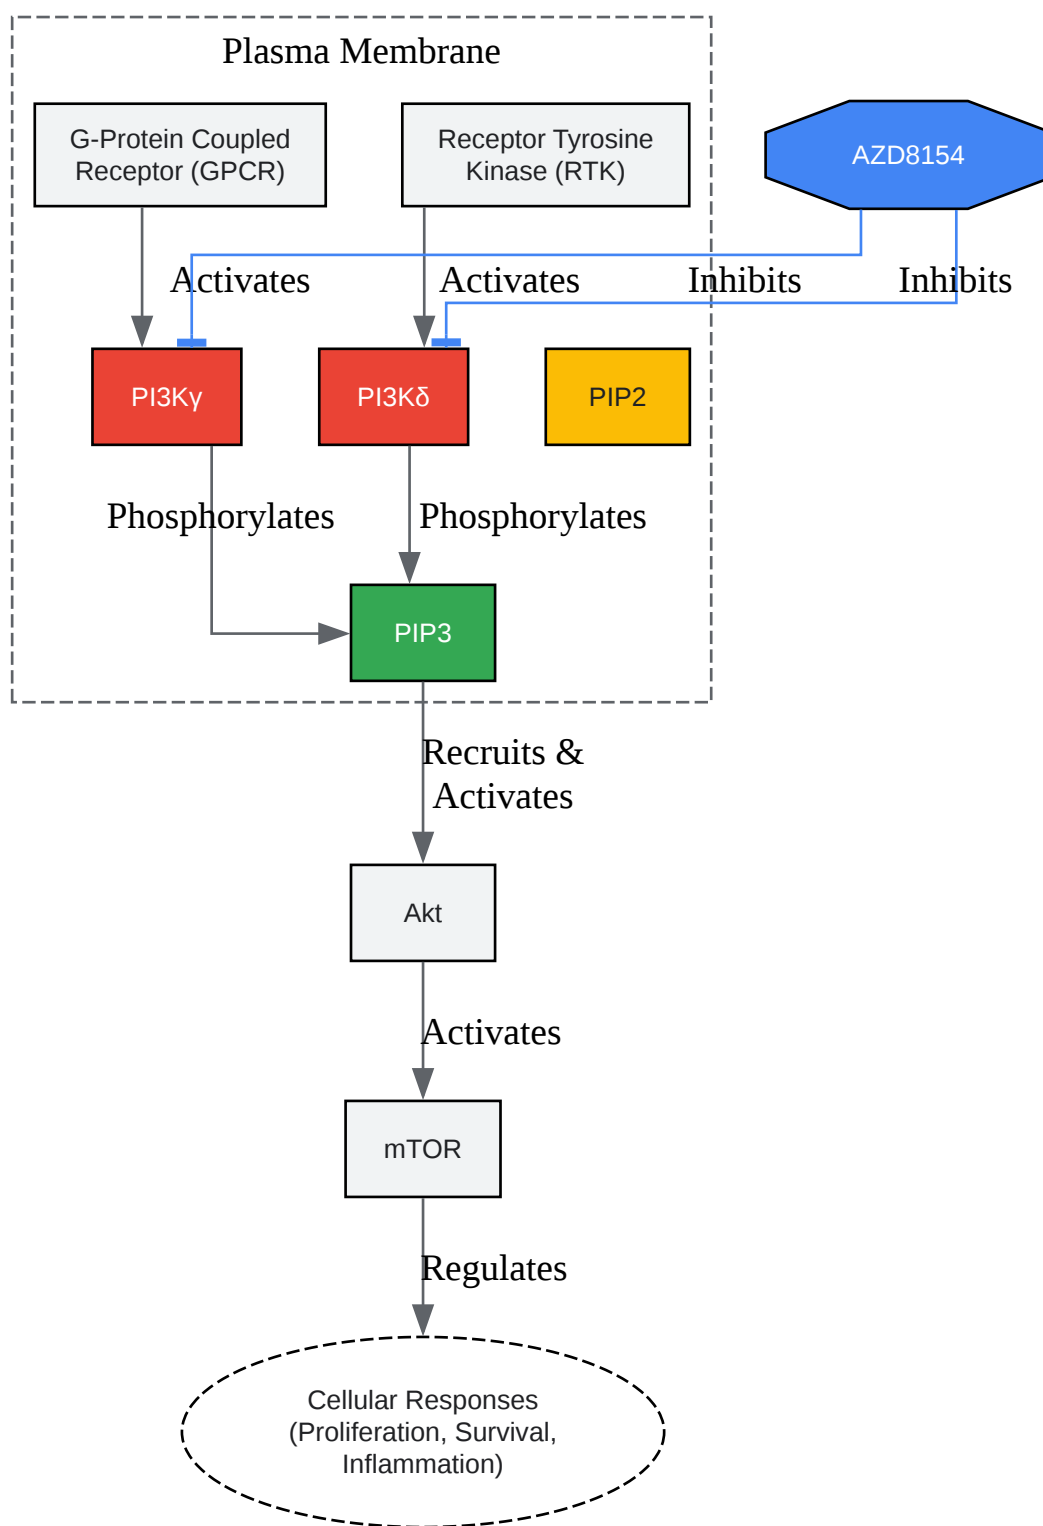 Plasma Membrane
G-Protein Coupled
Receptor (GPCR)
Receptor Tyrosine
Kinase (RTK)
AZD8154
Activates
Activates
Inhibits
Inhibits
PI3Kγ
PI3Kδ
PIP2
Phosphorylates
Phosphorylates
PIP3
Recruits &
Activates
Akt
Activates
mTOR
Regulates
Cellular Responses
(Proliferation, Survival,
Inflammation)